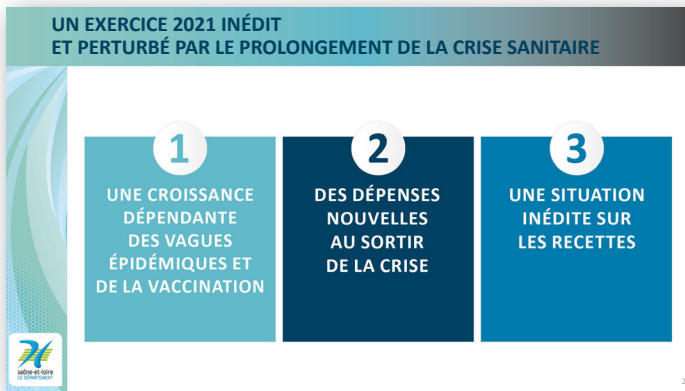 UN EXERCICE 2021 INÉDIT
ET PERTURBÉ PAR LE PROLONGEMENT DE LA CRISE SANITAIRE
1
UNE CROISSANCE
DÉPENDANTE
DES VAGUES
ÉPIDÉMIQUES ET
DE LA VACCINATION
2
DES DÉPENSES
NOUVELLES
AU SORTIR
DE LA CRISE
3
UNE SITUATION
INÉDITE SUR
LES RECETTES
saône-et-loire
LE DÉPARTEMENT
2